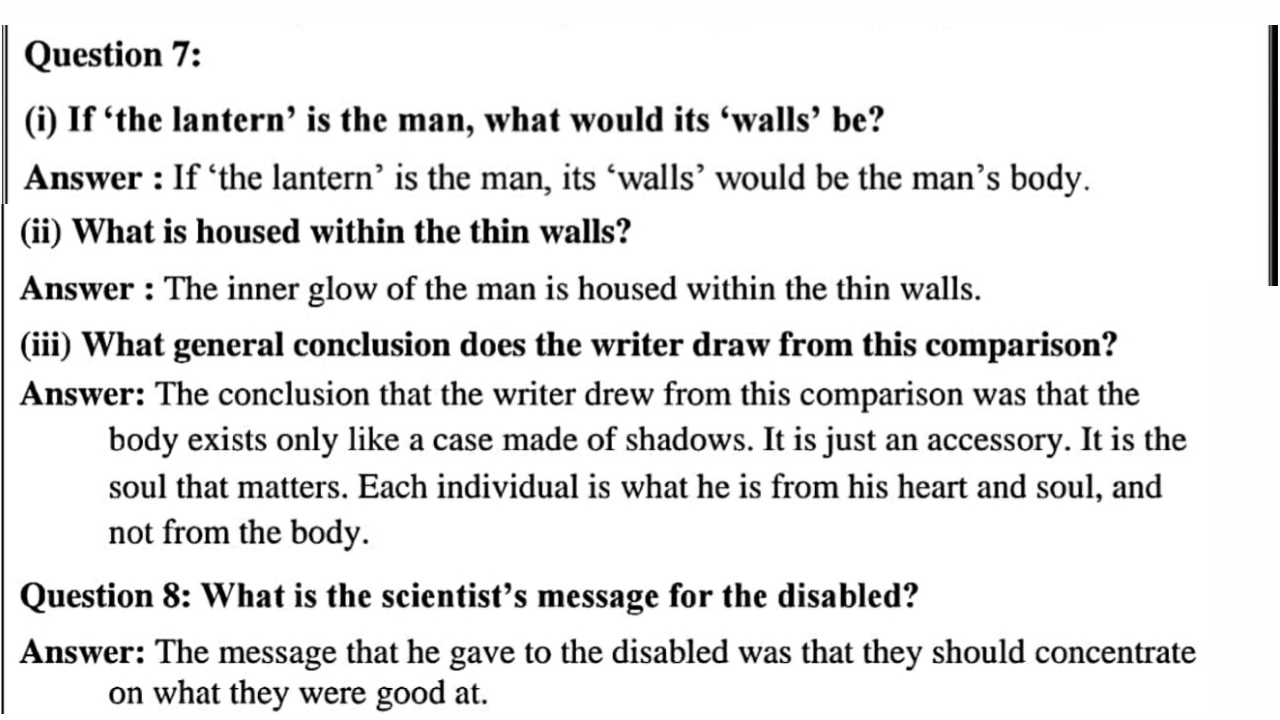 Question 7:
(i) If ‘the lantern’ is the man, what would its ‘walls’ be?
Answer : If ‘the lantern’ is the man, its ‘walls’ would be the man’s body.
(ii) What is housed within the thin walls?
Answer : The inner glow of the man is housed within the thin walls.
(iii) What general conclusion does the writer draw from this comparison?
Answer: The conclusion that the writer drew from this comparison was that the
body exists only like a case made of shadows. It is just an accessory. It is the
soul that matters. Each individual is what he is from his heart and soul, and
not from the body.
Question 8: What is the scientist’s message for the disabled?
Answer: The message that he gave to the disabled was that they should concentrate
on what they were good at.